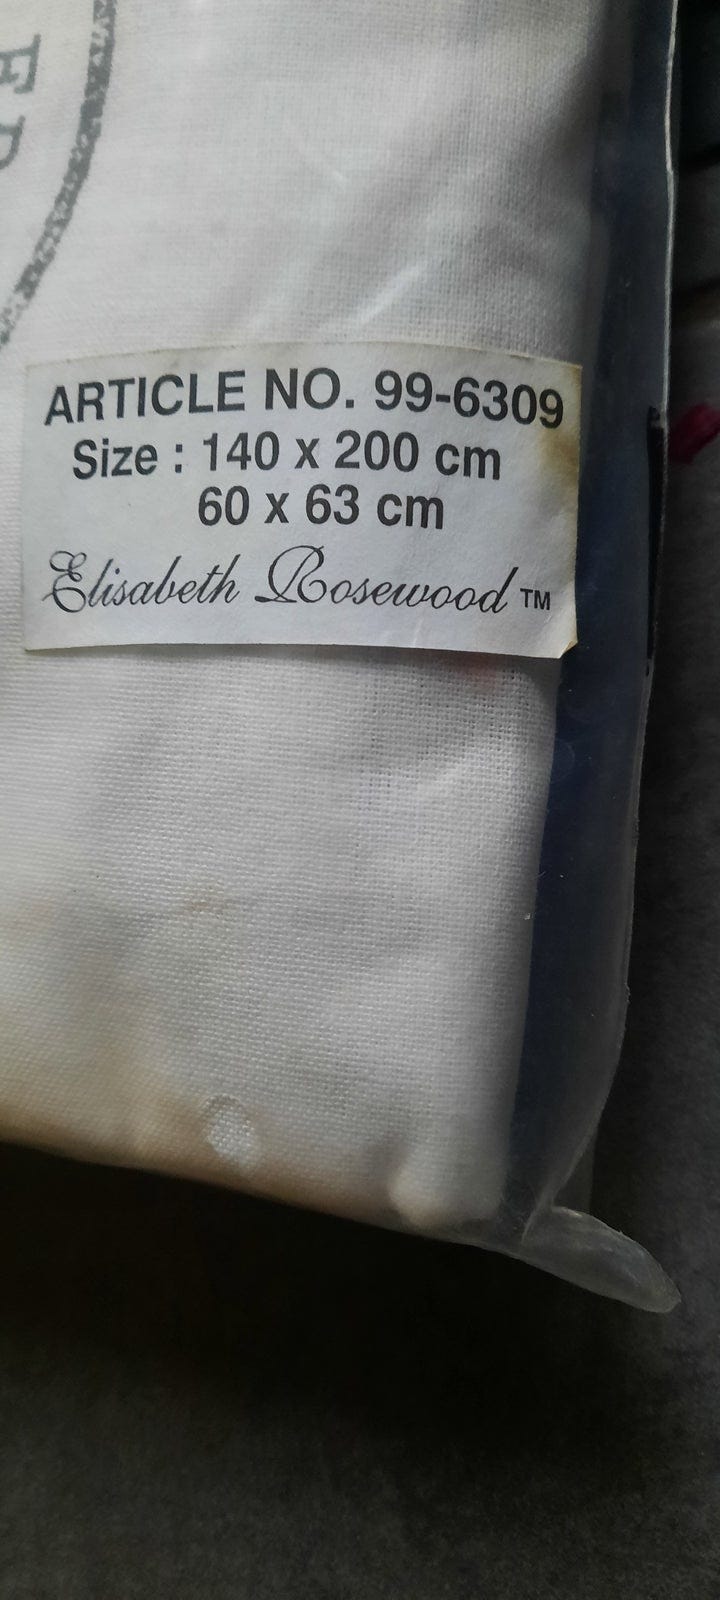 ARTICLE NO. 99-6309
Size : 140 x 200 cm
60 x 63 cm
Elisabeth Rosewood TM